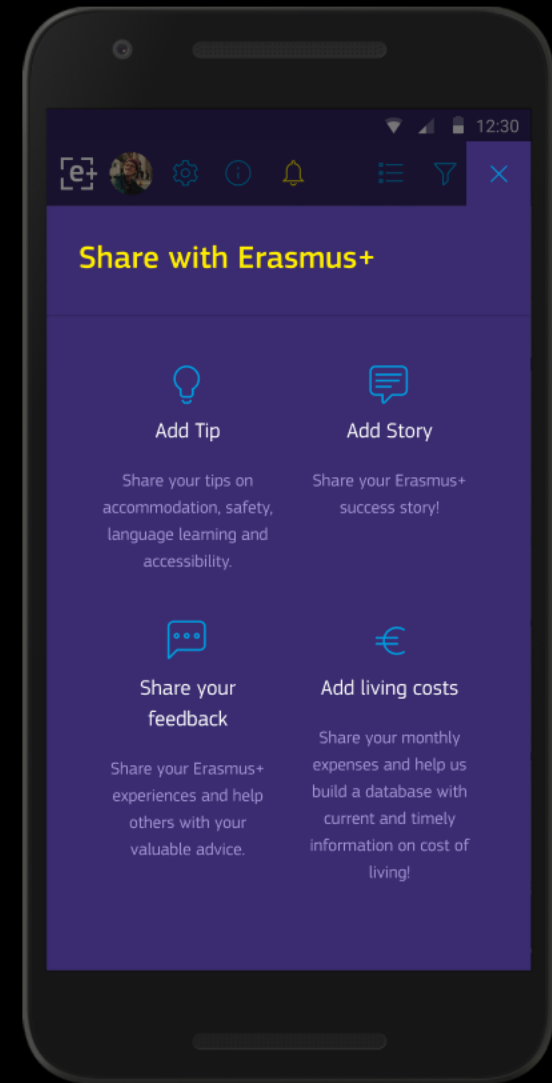 12:30
e+
Share with Erasmus+
Add Tip
Share your tips on
accommodation, safety,
language learning and
accessibility.
Add Story
Share your Erasmus+
success story!
Share your
feedback
Share your Erasmus+
experiences and help
others with your
valuable advice.
Add living costs
Share your monthly
expenses and help us
build a database with
current and timely
information on cost of
living!